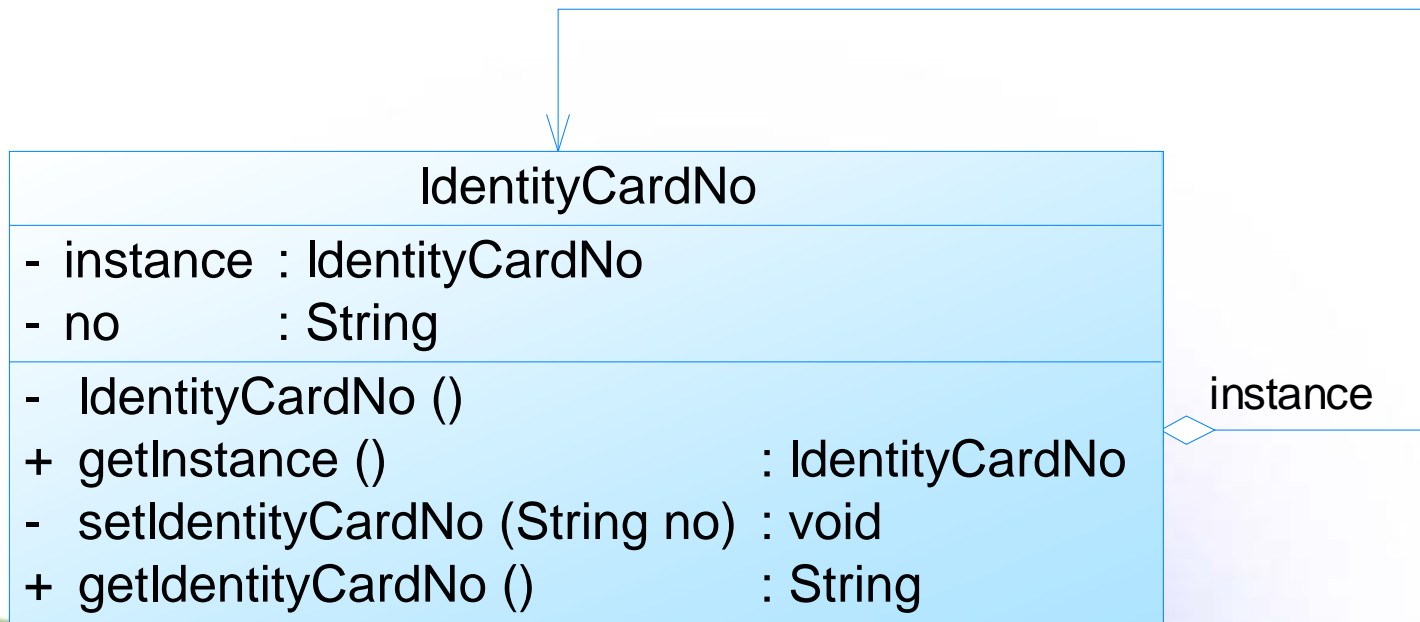 IdentityCardNo
- instance : IdentityCardNo
- no : String
- IdentityCardNo ()
instance
+ getInstance () : IdentityCardNo
- setIdentityCardNo (String no) : void
+ getIdentityCardNo () : String